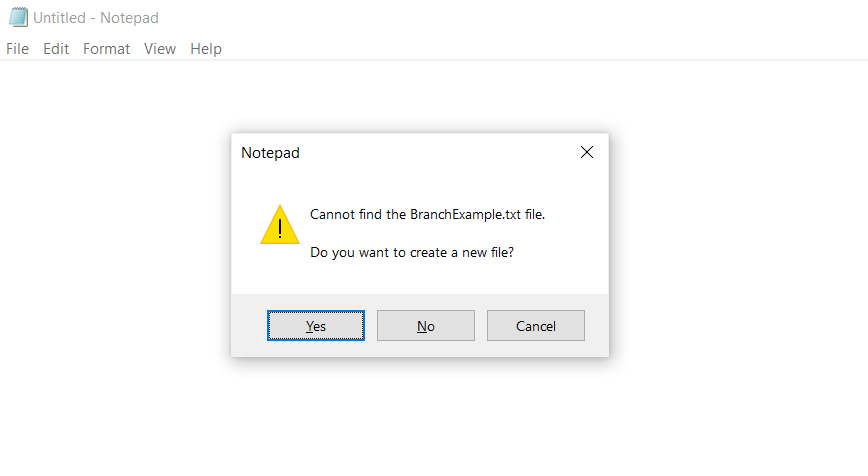 Untitled - Notepad
File Edit Format View Help
Notepad
Cannot find the BranchExample.txt file.
Do you want to create a new file?
Yes No Cancel